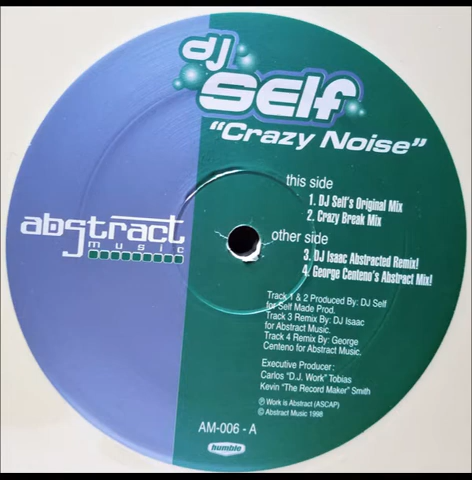 dj
self
"Crazy Noise"
this side
1. DJ Self's Original Mix
2. Crazy Break Mix
other side
3. DJ Isaac Abstracted Remix!
4. George Centeno's Abstract Mix!
abstract
music
Track 1 & 2 Produced By: DJ Self
for Self Made Prod.
Track 3 Remix By: DJ Isaac
for Abstract Music.
Track 4 Remix By: George
Centeno for Abstract Music.
Executive Producer:
Carlos "D.J. Work" Tobias
Kevin "The Record Maker" Smith
℗ Work is Abstract (ASCAP)
© Abstract Music 1998
AM-006 - A
humble